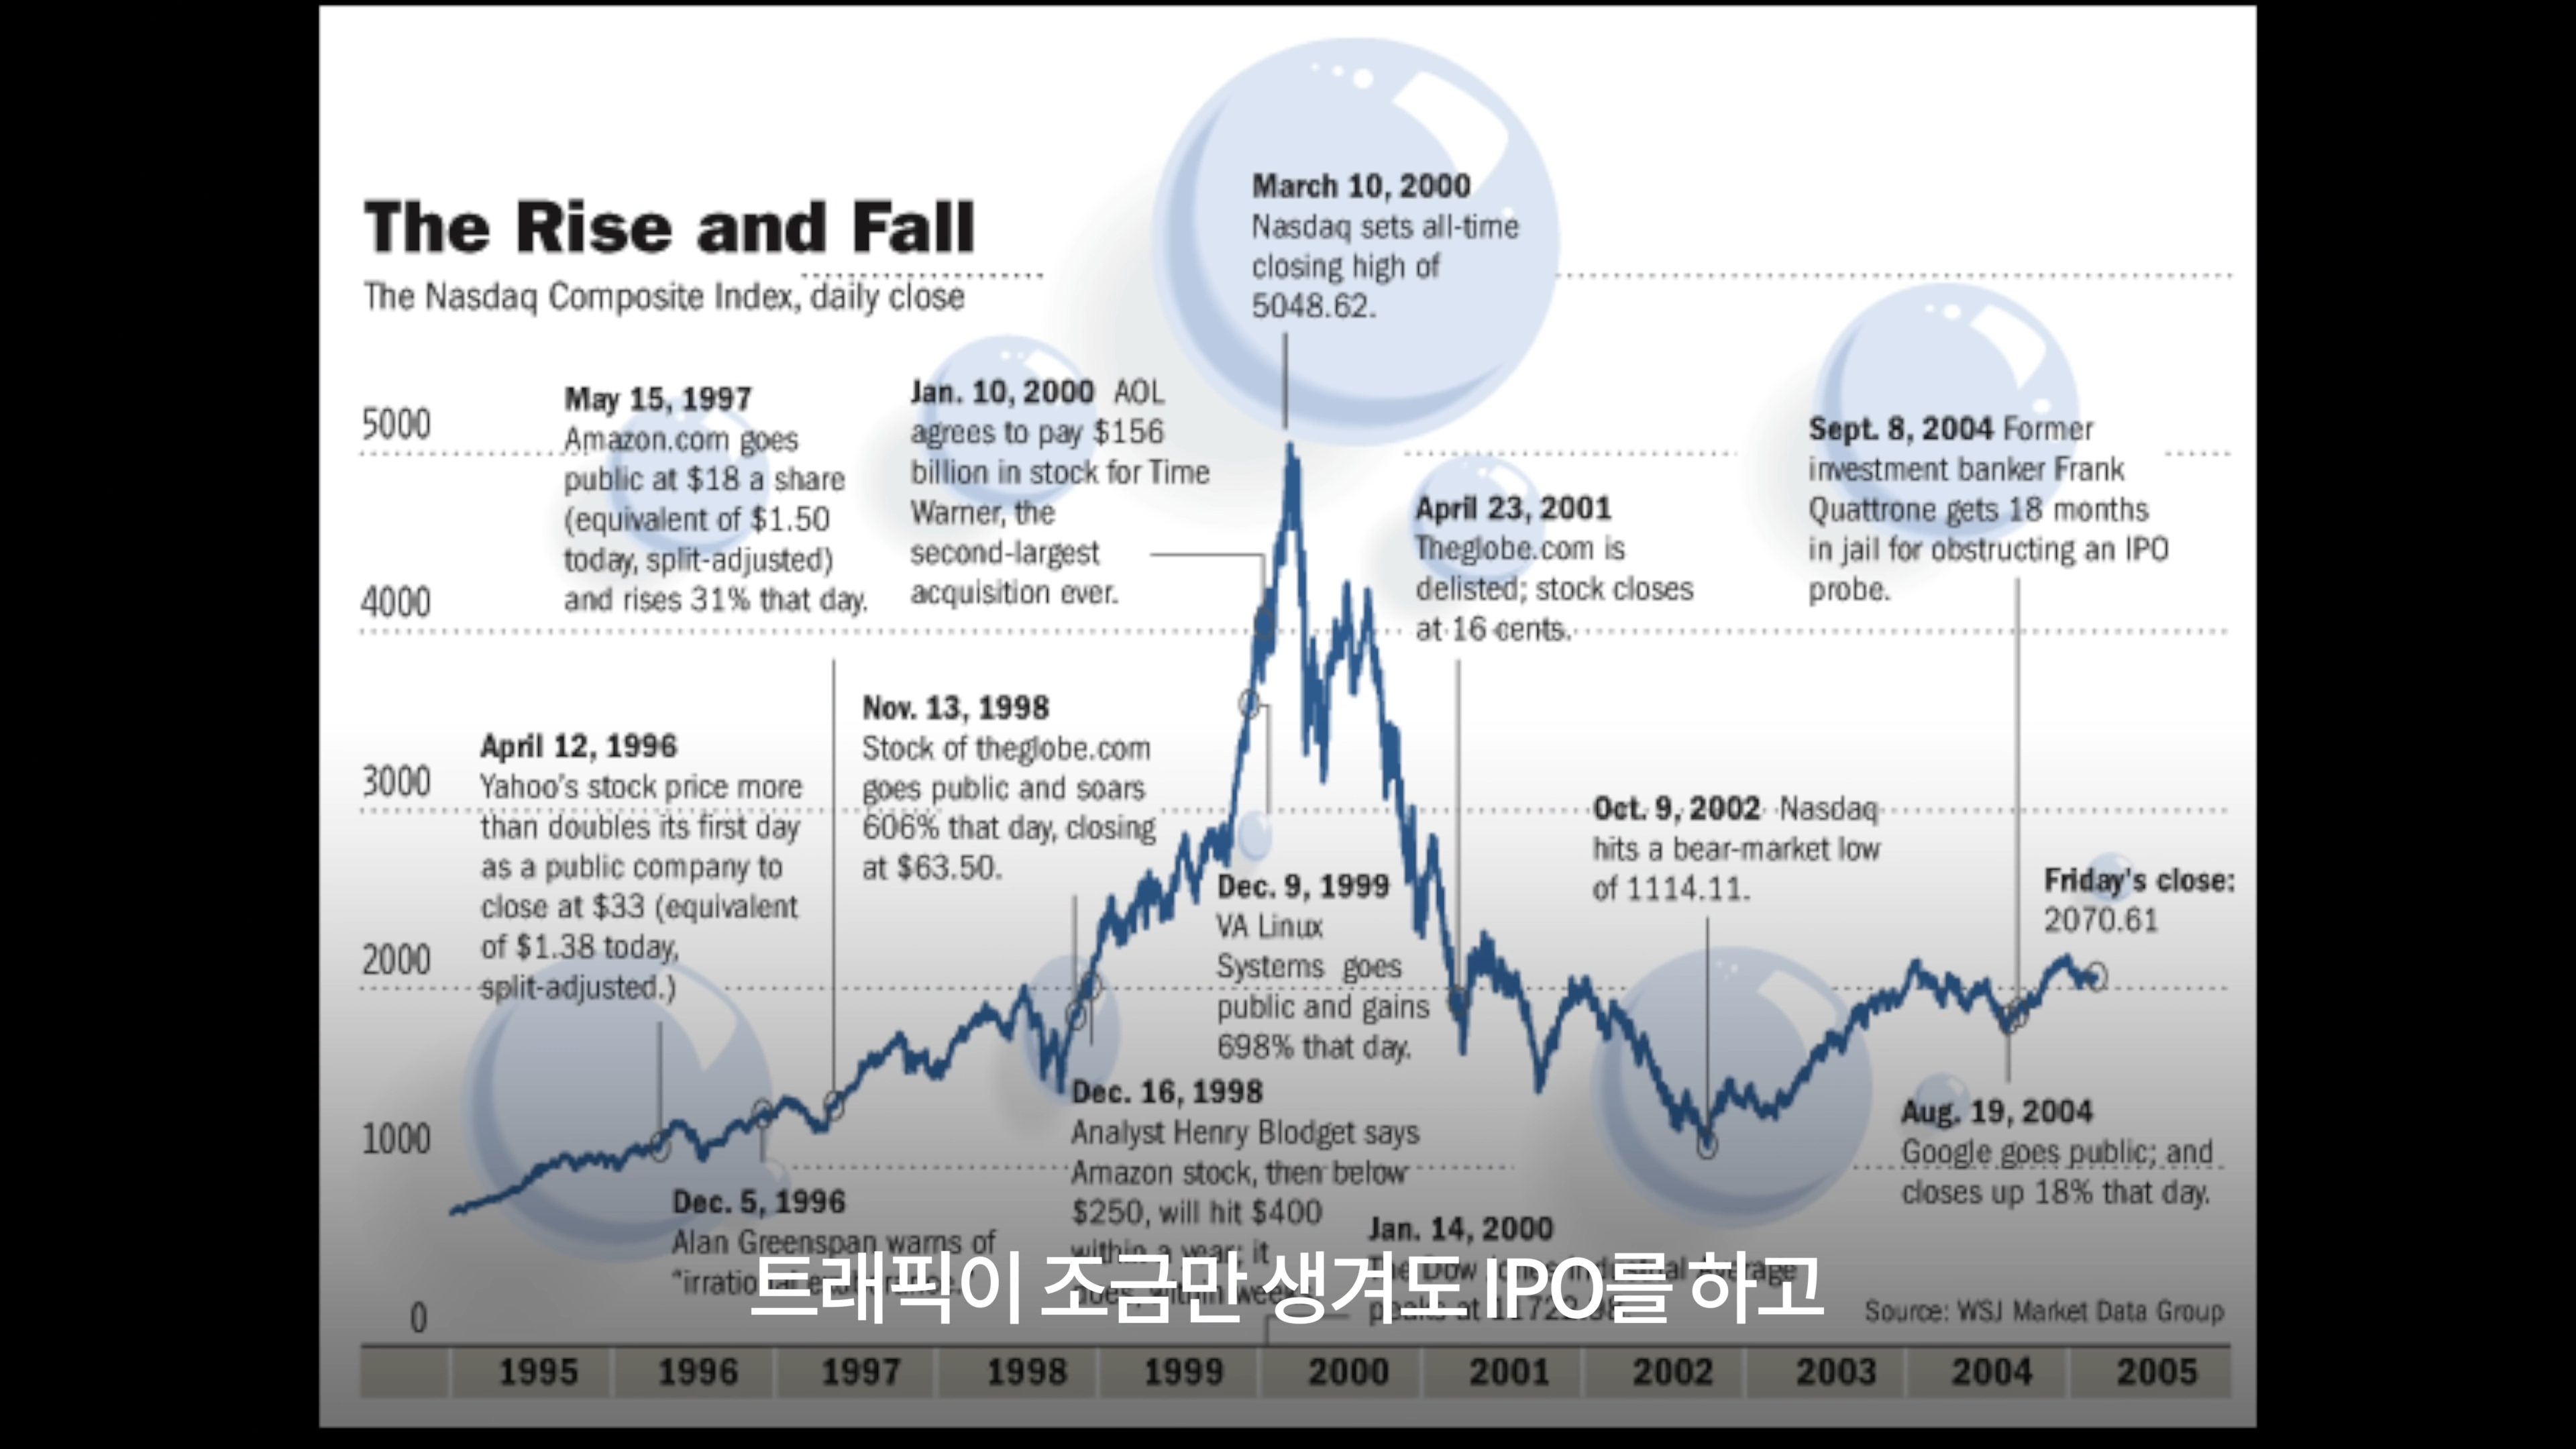 The Rise and Fall
The Nasdaq Composite Index, daily close
5000
4000
3000
2000
1000
0
April 12, 1996
Yahoo's stock price more
than doubles its first day
as a public company to
close at $33 (equivalent
of $1.38 today,
split-adjusted.)
Dec. 5, 1996
Alan Greenspan warns of
May 15, 1997
Amazon.com goes
public at $18 a share
(equivalent of $1.50
today, split-adjusted)
and rises 31% that day.
Nov. 13, 1998
Stock of theglobe.com
goes public and soars
606% that day, closing
at $63.50.
Dec. 16, 1998
Analyst Henry Blodget says
Amazon stock, then below
$250, will hit $400
within a year; it
Dec. 9, 1999
VA Linux
Systems goes
public and gains
698% that day.
Jan. 10, 2000 AOL
agrees to pay $156
billion in stock for Time
Warner, the
second-largest
acquisition ever.
Jan. 14, 2000
March 10, 2000
Nasdaq sets all-time
closing high of
5048.62.
April 23, 2001
Theglobe.com is
delisted; stock closes
at 16 cents.
Oct. 9, 2002 Nasdaq
hits a bear-market low
of 1114.11.
Aug. 19, 2004
Google goes public; and
closes up 18% that day.
Sept. 8, 2004 Former
investment banker Frank
Quattrone gets 18 months
in jail for obstructing an IPO
probe.
Friday's close:
2070.61
트래픽이 조금만 생겨도 IPO를 하고
Source: WSJ Market Data Group
1995 1996 1997 1998 1999 2000 2001 2002 2003 2004 2005